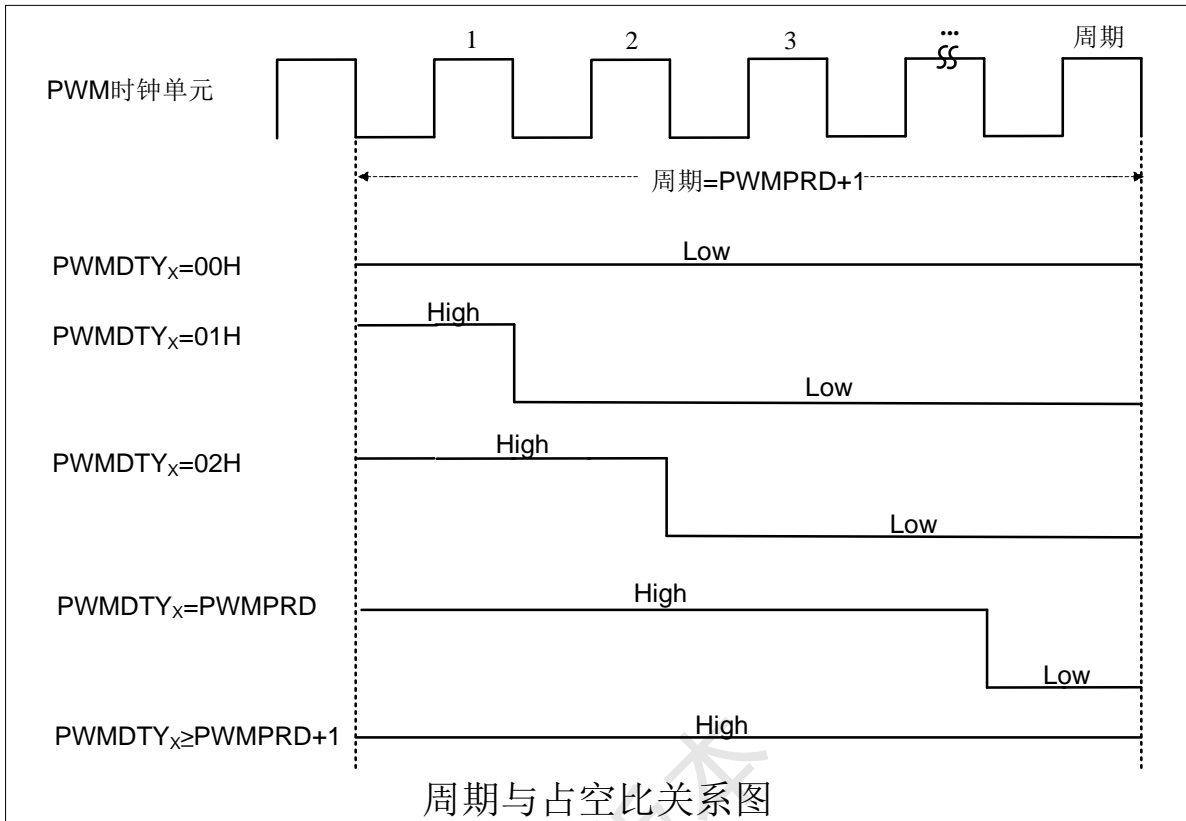 1 2 3 ... 周期
PWM时钟单元
周期=PWMPRD+1
PWMDTYX=00H Low
PWMDTYX=01H High
Low
PWMDTYX=02H High
Low
PWMDTYX=PWMPRD High
Low
PWMDTYX≥PWMPRD+1 High
周期与占空比关系图
本